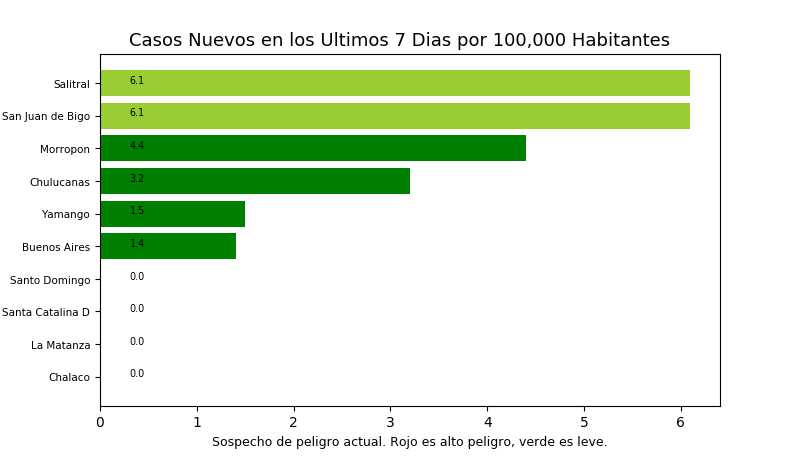 Casos Nuevos en los Ultimos 7 Dias por 100,000 Habitantes
Salitral 6.1
San Juan de Bigo 6.1
Morropon 4.4
Chulucanas 3.2
Yamango 1.5
Buenos Aires 1.4
Santo Domingo 0.0
Santa Catalina D 0.0
La Matanza 0.0
Chalaco 0.0
0 1 2 3 4 5 6
Sospecho de peligro actual. Rojo es alto peligro, verde es leve.